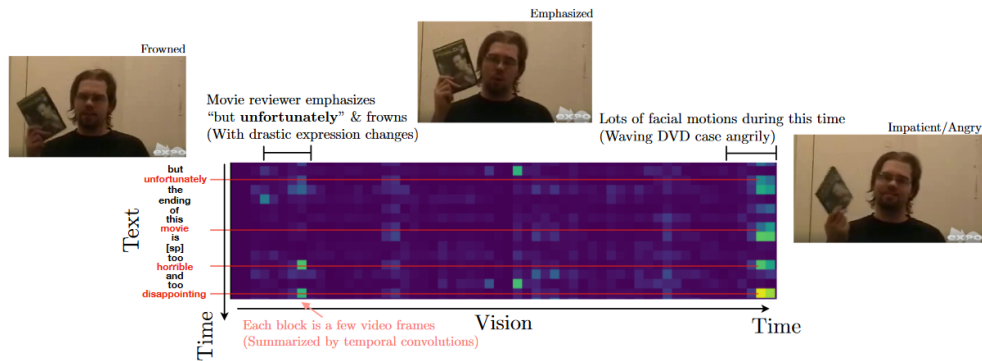 Emphasized
Frowned
Movie reviewer emphasizes
“but unfortunately” & frowns
(With drastic expression changes)
Lots of facial motions during this time
(Waving DVD case angrily)
Impatient/Angry
but
unfortunately
the
ending
of
this
movie
is
[sp]
too
horrible
and
too
disappointing
Text
Time
Each block is a few video frames
(Summarized by temporal convolutions)
Vision
Time
expo